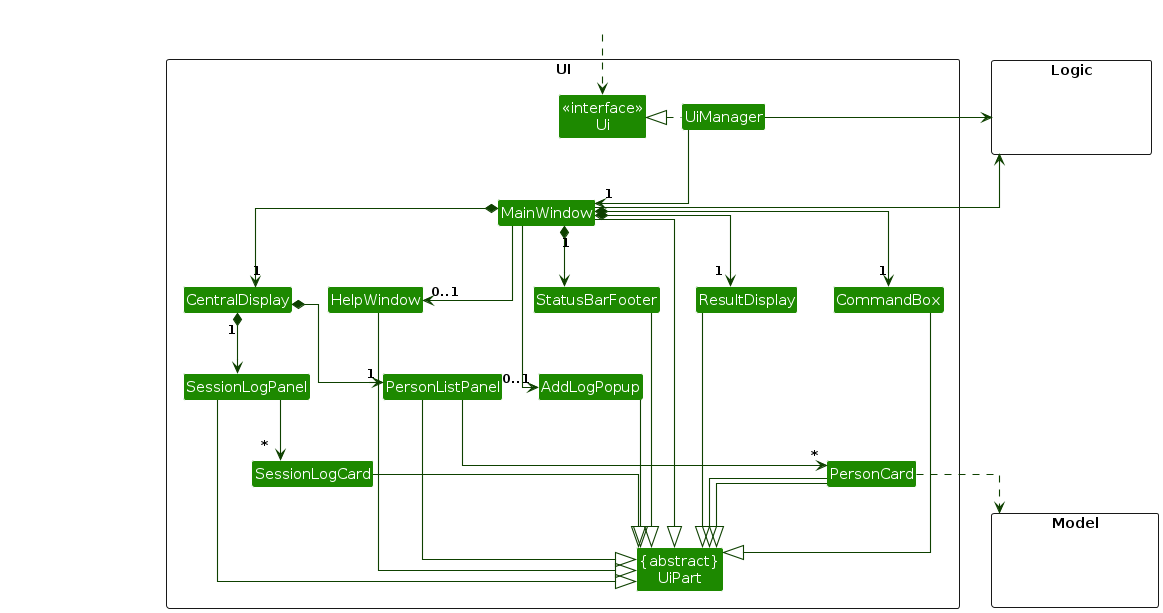 UI
Logic
«interface»
Ui
UiManager
1
MainWindow
1
1
1
1
0..1
CentralDisplay
HelpWindow
StatusBarFooter
ResultDisplay
CommandBox
1
1
0..1
SessionLogPanel
PersonListPanel
AddLogPopup
*
*
SessionLogCard
PersonCard
Model
{abstract}
UiPart